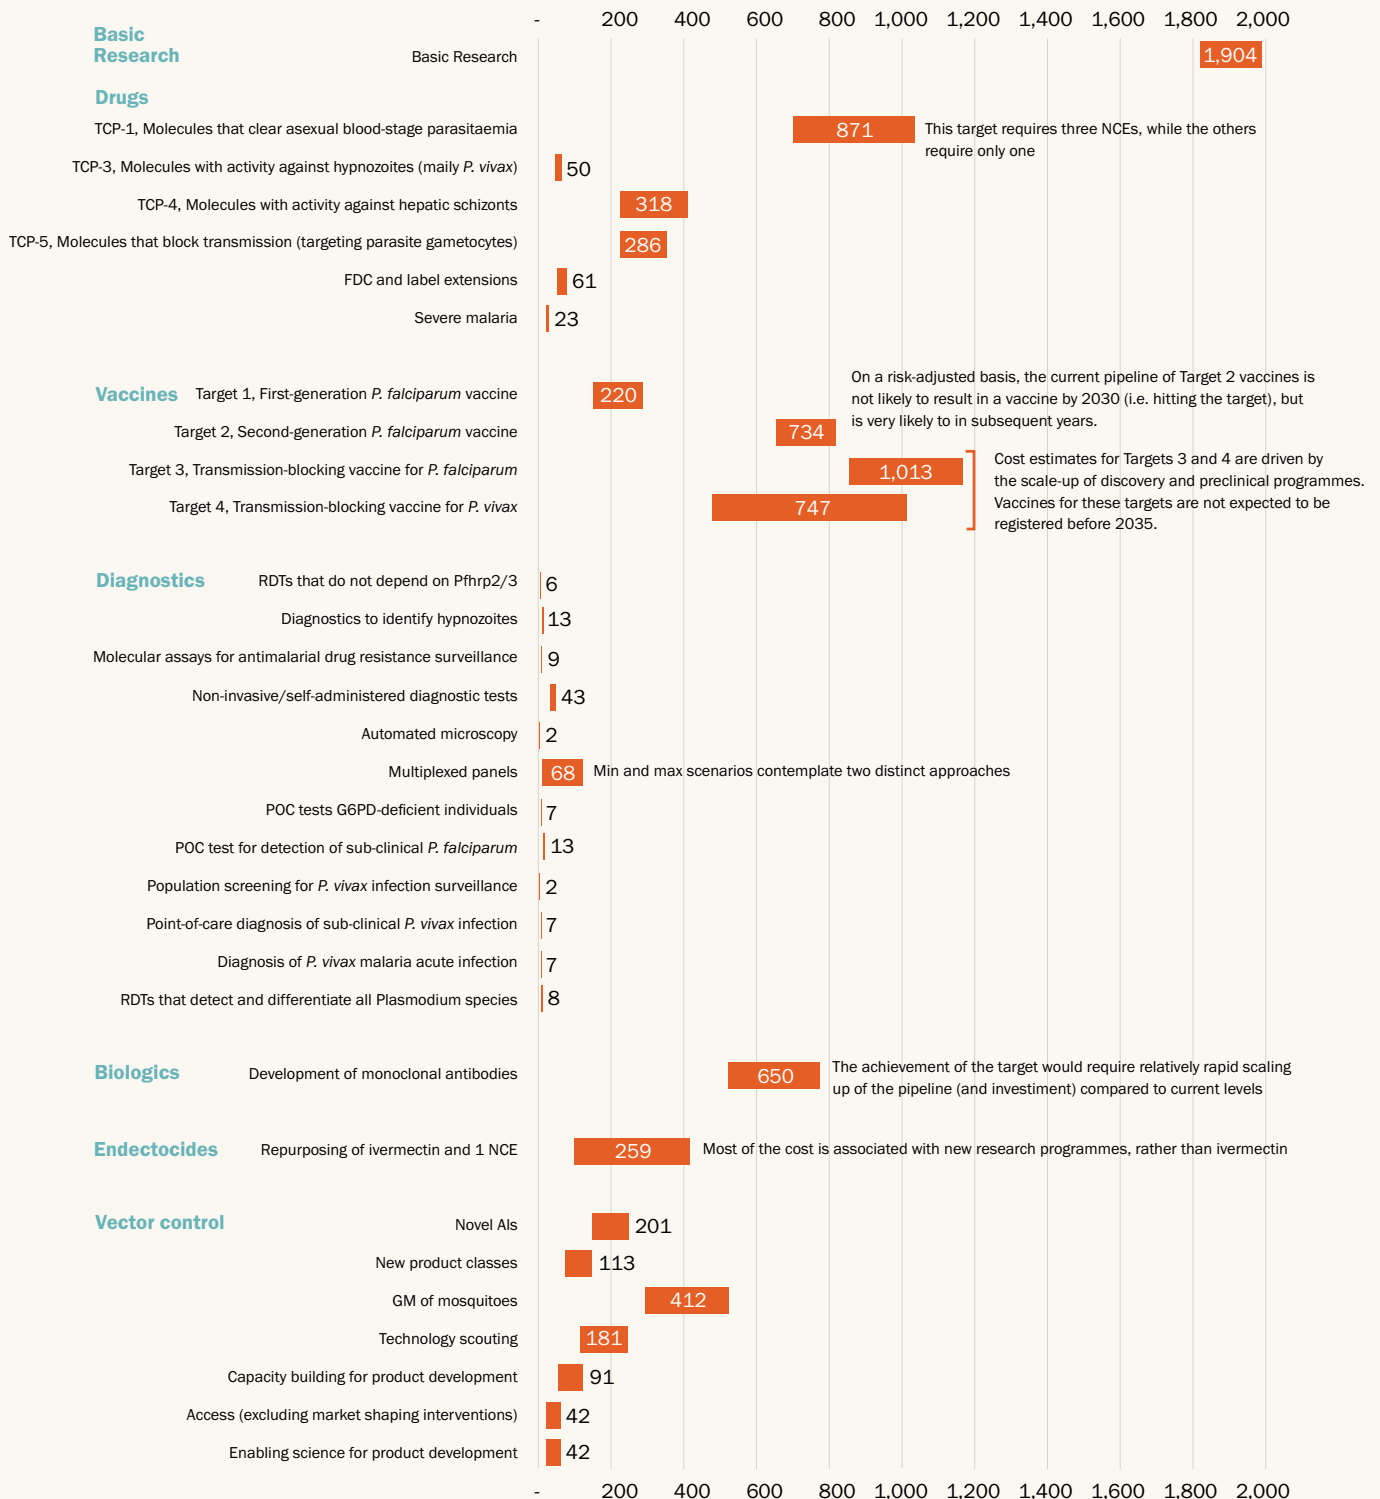 - 200 400 600 800 1,000 1,200 1,400 1,600 1,800 2,000
Basic
Research
Basic Research 1,904
Drugs
TCP-1, Molecules that clear asexual blood-stage parasitaemia 871 This target requires three NCEs, while the others
require only one
TCP-3, Molecules with activity against hypnozoites (maily P. vivax) 50
TCP-4, Molecules with activity against hepatic schizonts 318
TCP-5, Molecules that block transmission (targeting parasite gametocytes) 286
FDC and label extensions 61
Severe malaria 23
On a risk-adjusted basis, the current pipeline of Target 2 vaccines is
not likely to result in a vaccine by 2030 (i.e. hitting the target), but
is very likely to in subsequent years.
Vaccines Target 1, First-generation P. falciparum vaccine 220
Target 2, Second-generation P. falciparum vaccine 734
Target 3, Transmission-blocking vaccine for P. falciparum 1,013
Target 4, Transmission-blocking vaccine for P. vivax 747
Cost estimates for Targets 3 and 4 are driven by
the scale-up of discovery and preclinical programmes.
Vaccines for these targets are not expected to be
registered before 2035.
Diagnostics RDTs that do not depend on Pfhrp2/3 6
Diagnostics to identify hypnozoites 13
Molecular assays for antimalarial drug resistance surveillance 9
Non-invasive/self-administered diagnostic tests 43
Automated microscopy 2
Multiplexed panels 68 Min and max scenarios contemplate two distinct approaches
POC tests G6PD-deficient individuals 7
POC test for detection of sub-clinical P. falciparum 13
Population screening for P. vivax infection surveillance 2
Point-of-care diagnosis of sub-clinical P. vivax infection 7
Diagnosis of P. vivax malaria acute infection 7
RDTs that detect and differentiate all Plasmodium species 8
Biologics Development of monoclonal antibodies 650 The achievement of the target would require relatively rapid scaling
up of the pipeline (and investiment) compared to current levels
Endectocides Repurposing of ivermectin and 1 NCE 259 Most of the cost is associated with new research programmes, rather than ivermectin
Vector control Novel AIs 201
New product classes 113
GM of mosquitoes 412
Technology scouting 181
Capacity building for product development 91
Access (excluding market shaping interventions) 42
Enabling science for product development 42
- 200 400 600 800 1,000 1,200 1,400 1,600 1,800 2,000